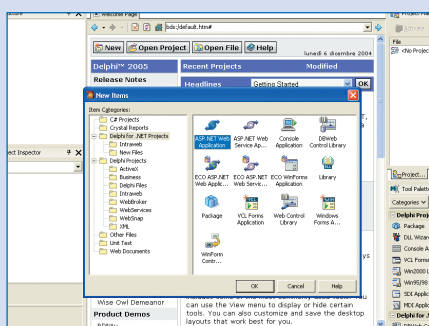 Welcome Page
bds:/default.htm#
New Open Project Open File Help
lunedì 6 dicembre 2004
Delphi™ 2005
Recent Projects Modified
Release Notes
Headlines Getting Started OK
New Items
Item Categories:
C# Projects
Crystal Reports
Delphi for .NET Projects
Intraweb
New Files
Delphi Projects
ActiveX
Business
Delphi Files
Intraweb
WebBroker
WebServices
WebSnap
XML
Other Files
Unit Test
Web Documents
ASP.NET Web Application
ASP.NET Web Service Ap...
Console Application
DBWeb Control Library
ECO ASP.NET Web Applic...
ECO ASP.NET Web Servic...
ECO WinForms Application
Library
Package
VCL Forms Application
Web Control Library
Windows Forms A...
WinForm Contr...
OK Cancel Help
Wise Owl Demeanor
Product Demos
can use the View menu to display or hide certain
tools. You can also customize and save the desktop
layouts that work best for you.
ect Inspector
Activate
File
<No Project
Project...
Tool Palette
Categories
Delphi Proj
Package
DLL Wizar
Console A
VCL Forms
Win2000 L
Win95/98
SDI Applic
MDI Applic
Delphi for .